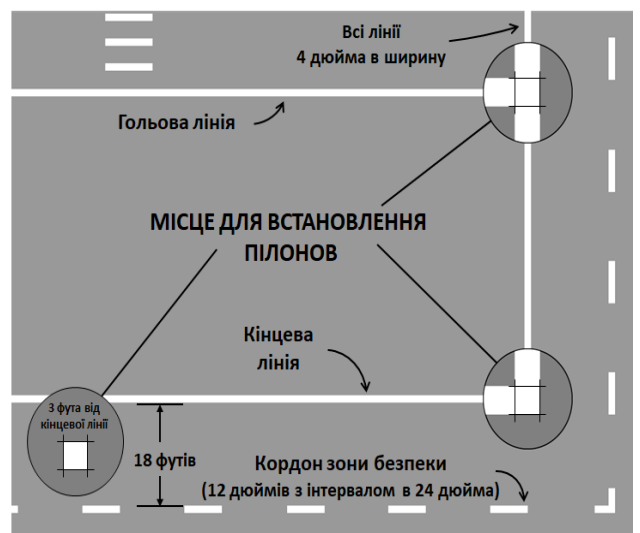 Всі лінії
4 дюйма в ширину
Гольова лінія
МІСЦЕ ДЛЯ ВСТАНОВЛЕННЯ
ПІЛОНОВ
Кінцева
лінія
3 фута від
кінцевої лінії
18 футів
Кордон зони безпеки
(12 дюймів з інтервалом в 24 дюйма)